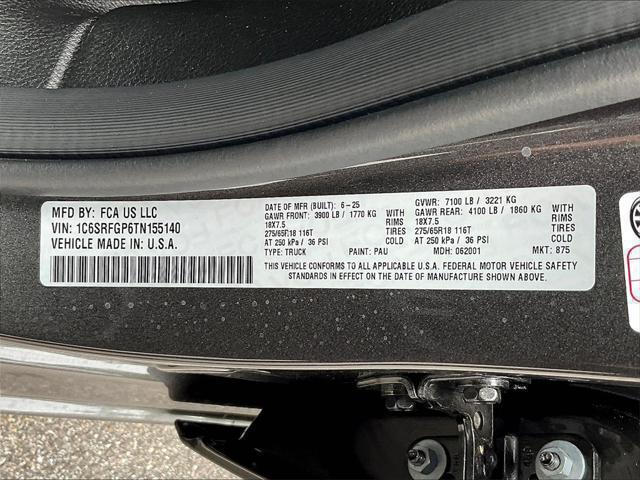 MFD BY: FCA US LLC
VIN: 1C6SRFGP6TN155140
VEHICLE MADE IN U.S.A.
DATE OF MFR (BUILT): 6-25
GAWR FRONT: 3900 LB / 1770 KG
18X7.5
275/65R18 116T TIRES
AT 250 kPa / 36 PSI COLD
TYPE: TRUCK PAINT: PAU
GVWR: 7100 LB / 3221 KG
GAWR REAR: 4100 LB / 1860 KG
18X7.5
275/65R18 116T TIRES
AT 250 kPa / 36 PSI COLD
MDH: 062001 MKT: 875
THIS VEHICLE CONFORMS TO ALL APPLICABLE U.S.A. FEDERAL MOTOR VEHICLE SAFETY
STANDARDS IN EFFECT ON THE DATE OF MANUFACTURE SHOWN ABOVE.